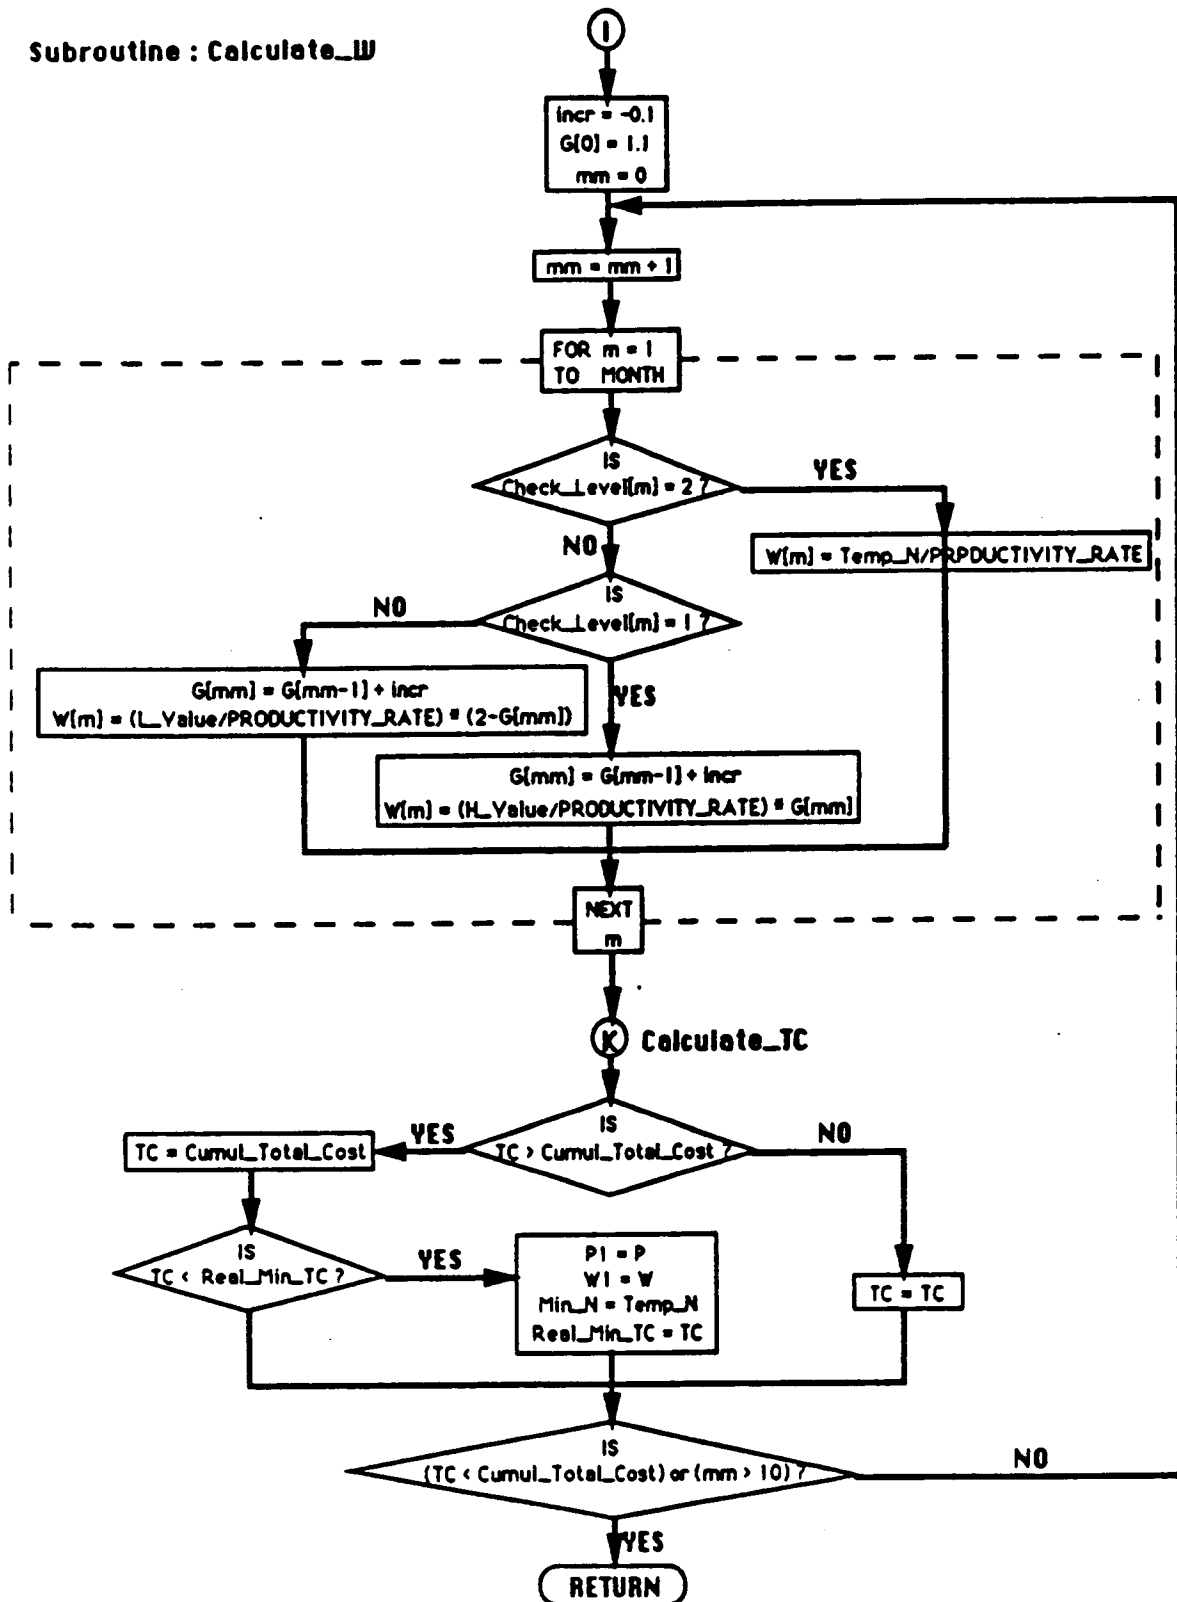 I
Subroutine : Calculate_W
incr = -0.1
G[0] = 1.1
mm = 0
mm = mm + 1
FOR m = 1
TO MONTH
IS
Check_Level[m] = 2 ?
YES
NO
W[m] = Temp_N/PRPDUCTIVITY_RATE
IS
Check_Level[m] = 1 ?
NO
YES
G[mm] = G[mm-1] + incr
W[m] = (L_Value/PRODUCTIVITY_RATE) * (2-G[mm])
G[mm] = G[mm-1] + incr
W[m] = (H_Value/PRODUCTIVITY_RATE) * G[mm]
NEXT
m
K Calculate_TC
IS
TC > Cumul_Total_Cost ?
YES
NO
TC = Cumul_Total_Cost
IS
TC < Real_Min_TC ?
YES
P1 = P
W1 = W
Min_N = Temp_N
Real_Min_TC = TC
TC = TC
IS
(TC < Cumul_Total_Cost) or (mm > 10) ?
NO
YES
RETURN